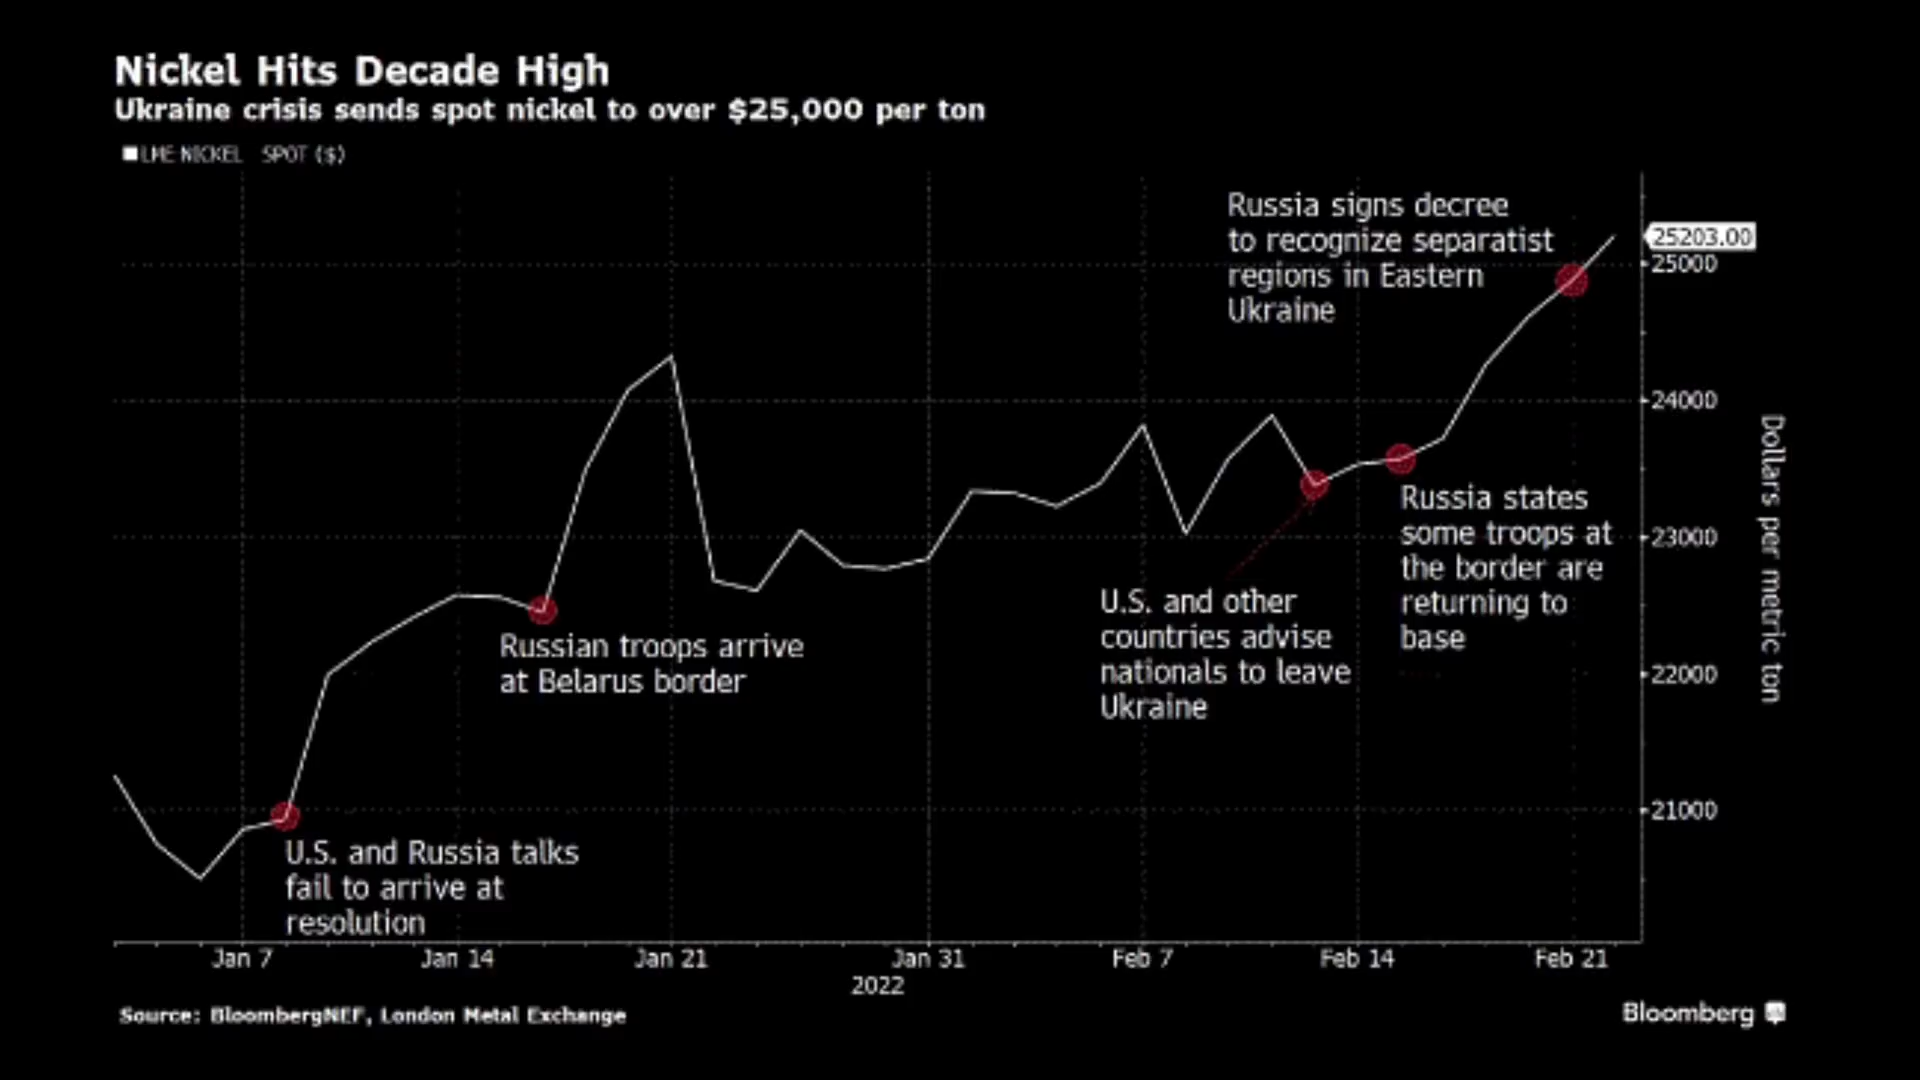 Nickel Hits Decade High
Ukraine crisis sends spot nickel to over $25,000 per ton
LME NICKEL SPOT ($)
Russia signs decree
to recognize separatist
regions in Eastern
Ukraine
25203.00
25000
24000
23000
22000
21000
Dollars per metric ton
Russia states
some troops at
the border are
returning to
base
U.S. and other
countries advise
nationals to leave
Ukraine
Russian troops arrive
at Belarus border
U.S. and Russia talks
fail to arrive at
resolution
Jan 7 Jan 14 Jan 21 Jan 31 Feb 7 Feb 14 Feb 21
2022
Source: BloombergNEF, London Metal Exchange
Bloomberg